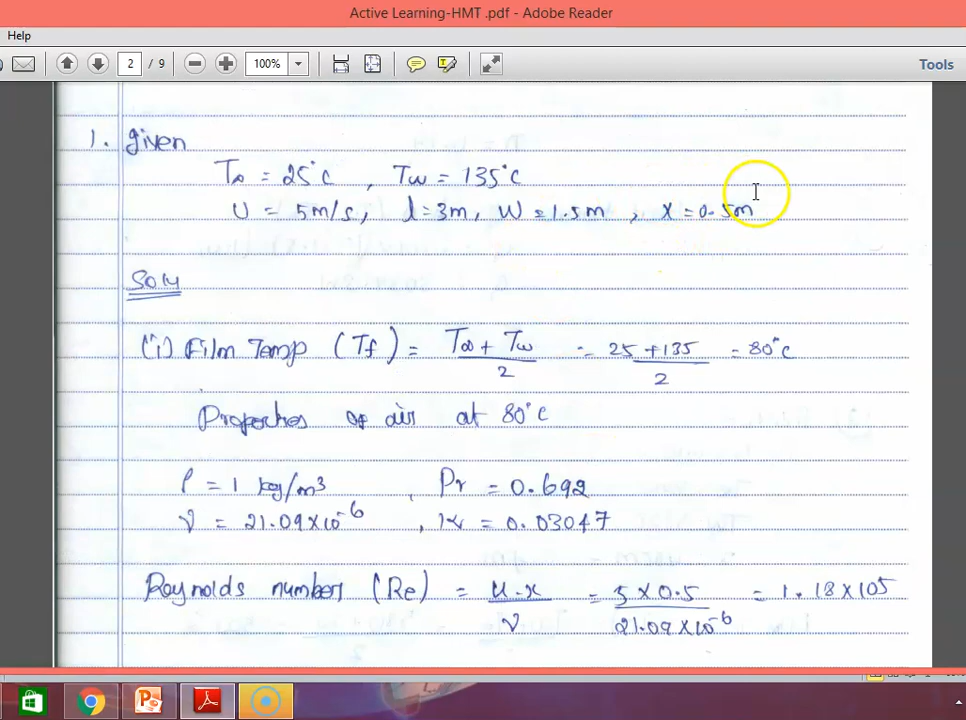 Active Learning-HMT .pdf - Adobe Reader
Help
2 / 9 100% Tools
1. given
T∞ = 25°c , Tw = 135°c
U = 5m/s, l=3m, W=1.5m , x=0.5m
Soln
(i) Film Temp (Tf) = T∞ + Tw / 2 = 25 +135 / 2 = 80°c
Properties of air at 80°c
ρ = 1 kg/m³ , Pr = 0.692
ν = 21.09×10⁻⁶ , K = 0.03047
Reynolds number (Re) = u.x / ν = 5 × 0.5 / 21.09 ×10⁻⁶ = 1.18×10⁵